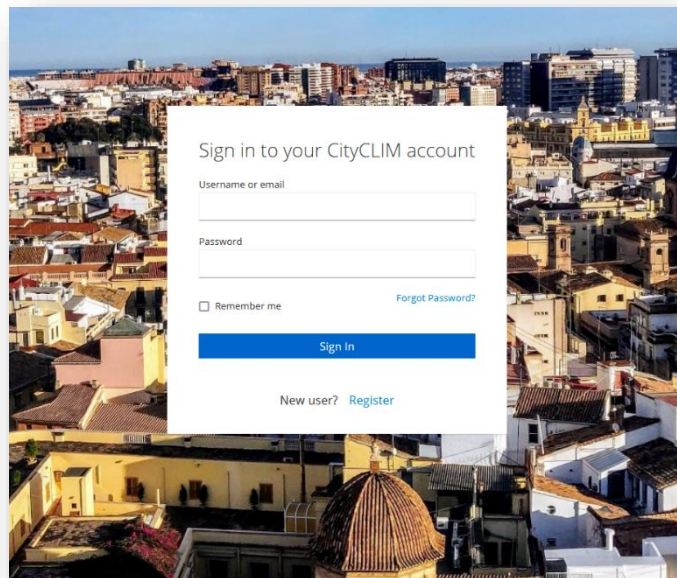 Sign in to your CityCLIM account
Username or email
Password
Remember me
Forgot Password?
Sign In
New user? Register